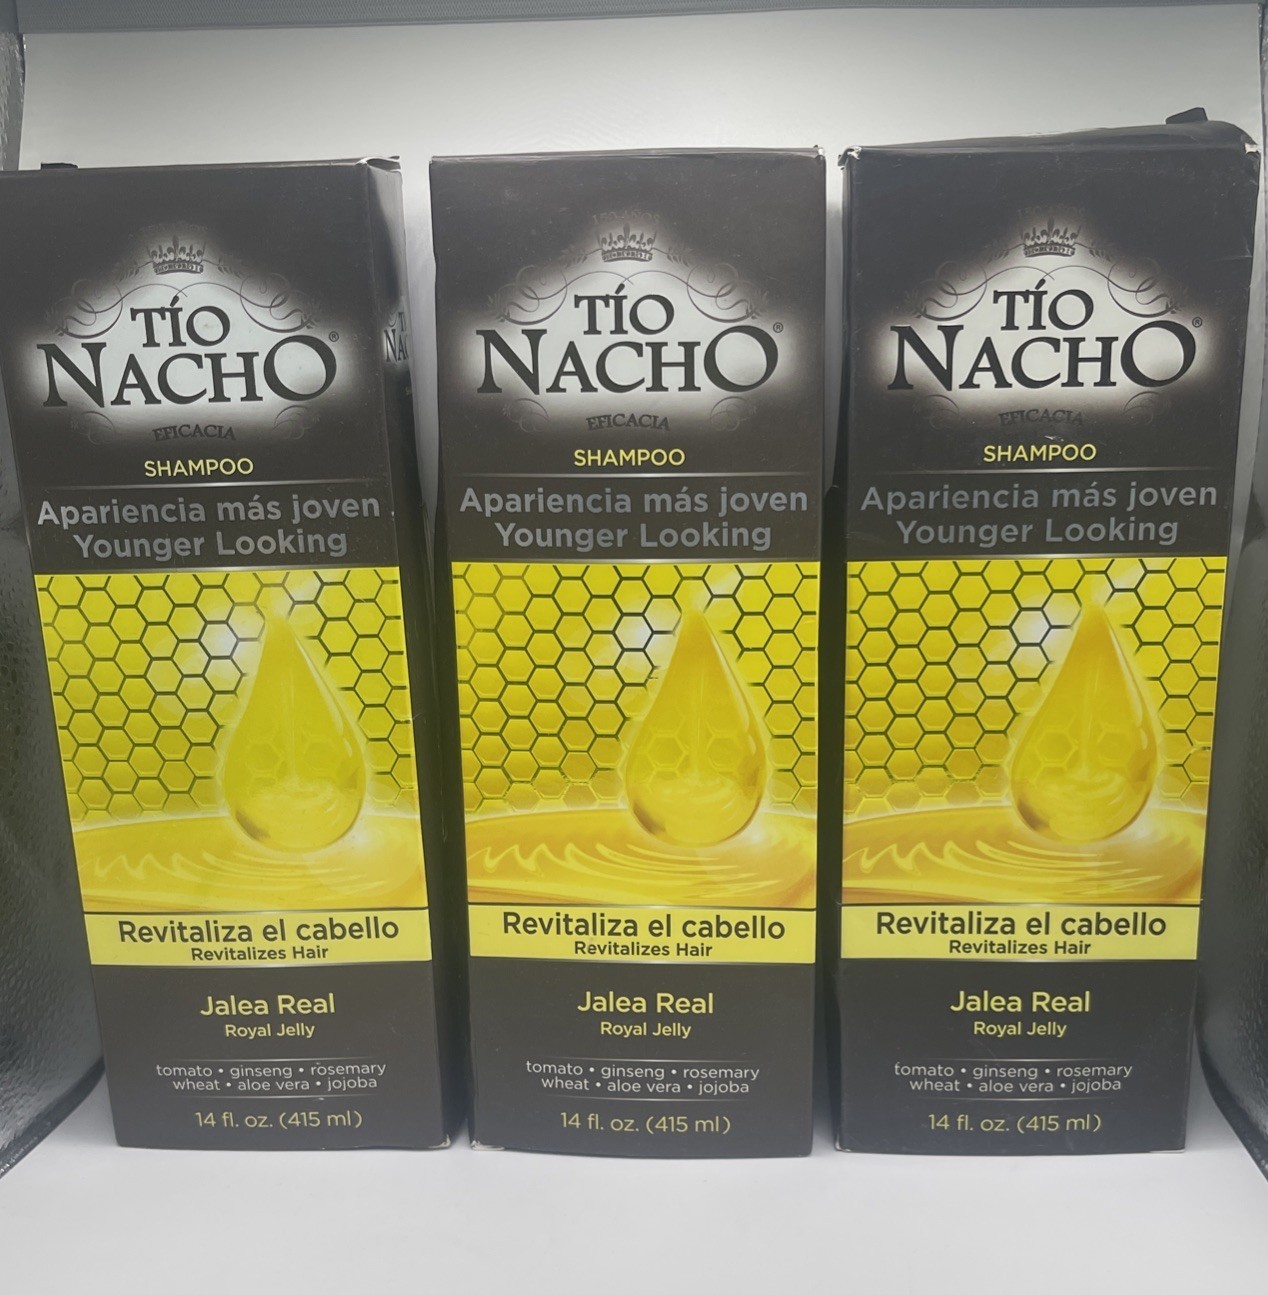 TÍO
NACHO®
EFICACIA
SHAMPOO
Apariencia más joven
Younger Looking
Revitaliza el cabello
Revitalizes Hair
Jalea Real
Royal Jelly
tomato • ginseng • rosemary
wheat • aloe vera • jojoba
14 fl. oz. (415 ml)
TÍO
NACHO®
EFICACIA
SHAMPOO
Apariencia más joven
Younger Looking
Revitaliza el cabello
Revitalizes Hair
Jalea Real
Royal Jelly
tomato • ginseng • rosemary
wheat • aloe vera • jojoba
14 fl. oz. (415 ml)
TÍO
NACHO®
EFICACIA
SHAMPOO
Apariencia más joven
Younger Looking
Revitaliza el cabello
Revitalizes Hair
Jalea Real
Royal Jelly
tomato • ginseng • rosemary
wheat • aloe vera • jojoba
14 fl. oz. (415 ml)